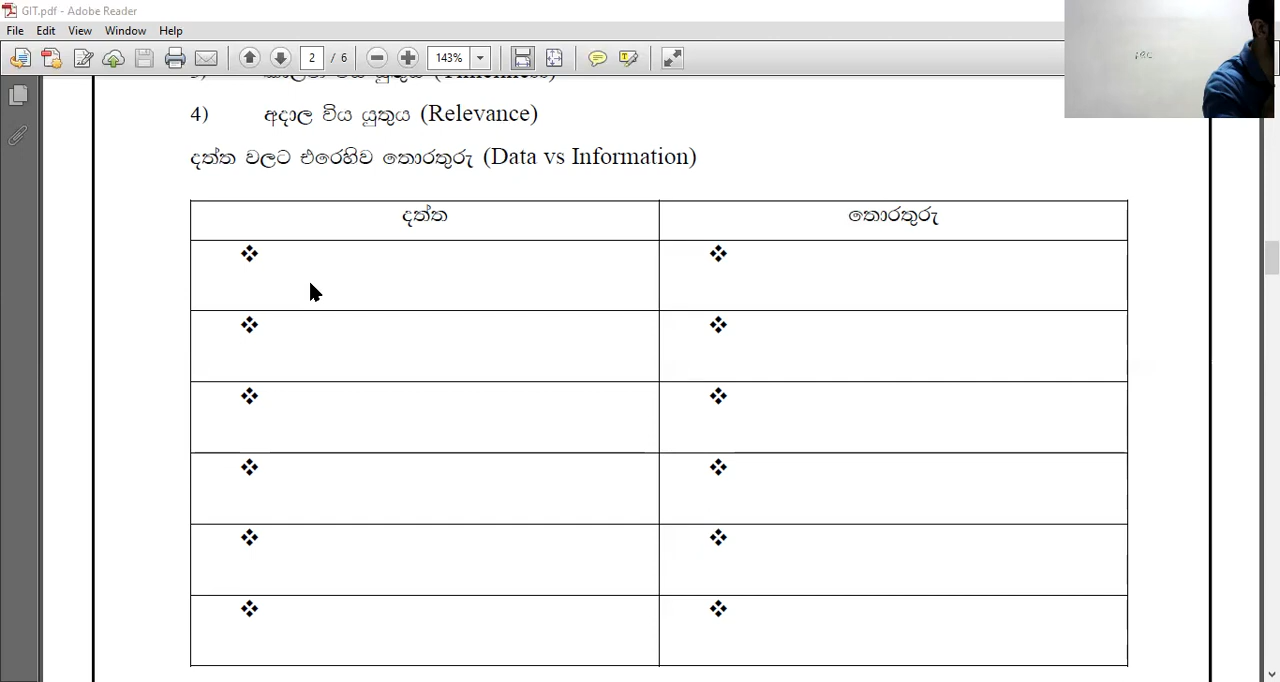 GIT.pdf - Adobe Reader
File Edit View Window Help
2 / 6 143%
4) අදාල විය යුතුය (Relevance)
දත්ත වලට එරෙහිව තොරතුරු (Data vs Information)
දත්ත තොරතුරු